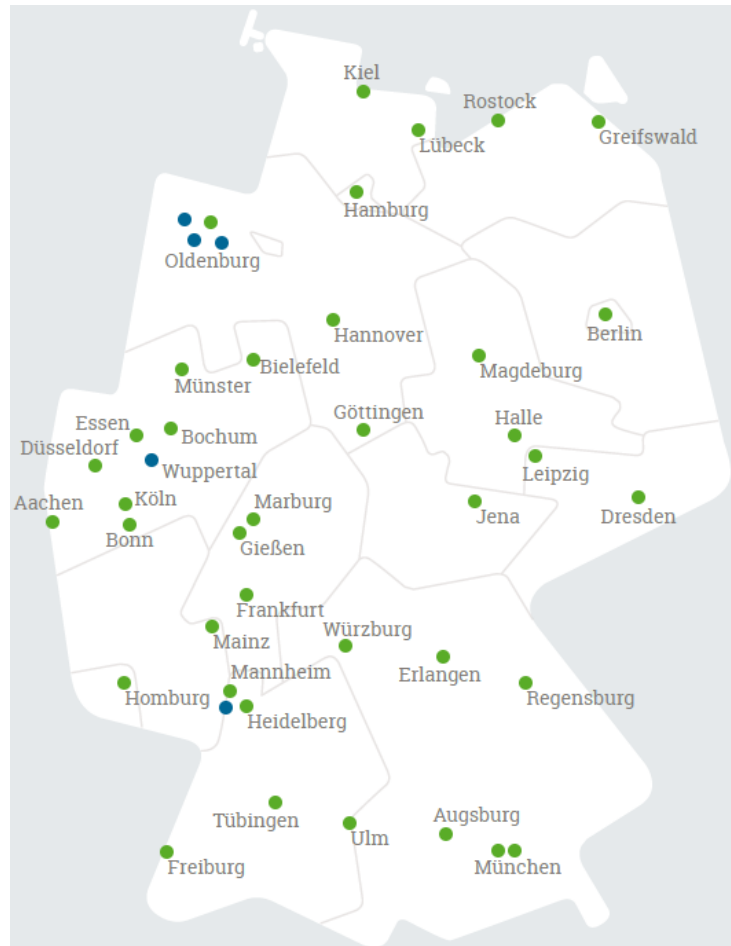 Kiel
Rostock
Lübeck
Greifswald
Hamburg
Oldenburg
Berlin
Hannover
Bielefeld
Magdeburg
Münster
Göttingen
Halle
Essen
Bochum
Düsseldorf
Wuppertal
Leipzig
Aachen
Köln
Marburg
Jena
Dresden
Bonn
Gießen
Frankfurt
Mainz
Würzburg
Erlangen
Mannheim
Homburg
Regensburg
Heidelberg
Augsburg
Tübingen
Ulm
Freiburg
München